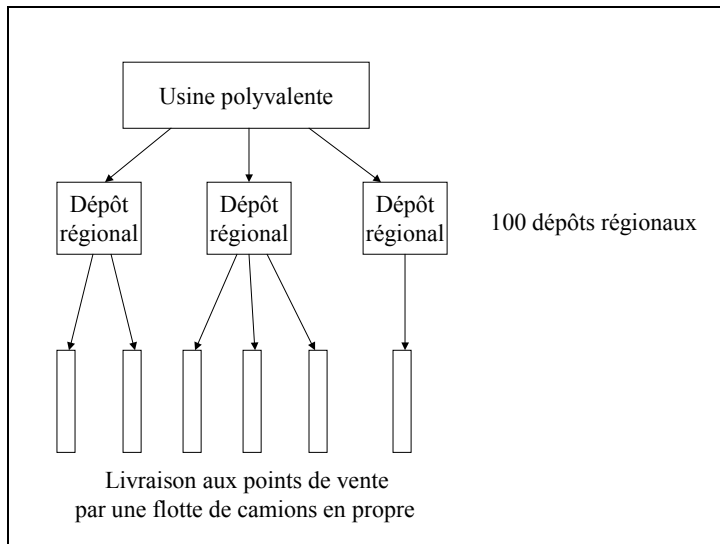 Usine polyvalente
Dépôt
régional
Dépôt
régional
Dépôt
régional
100 dépôts régionaux
Livraison aux points de vente
par une flotte de camions en propre